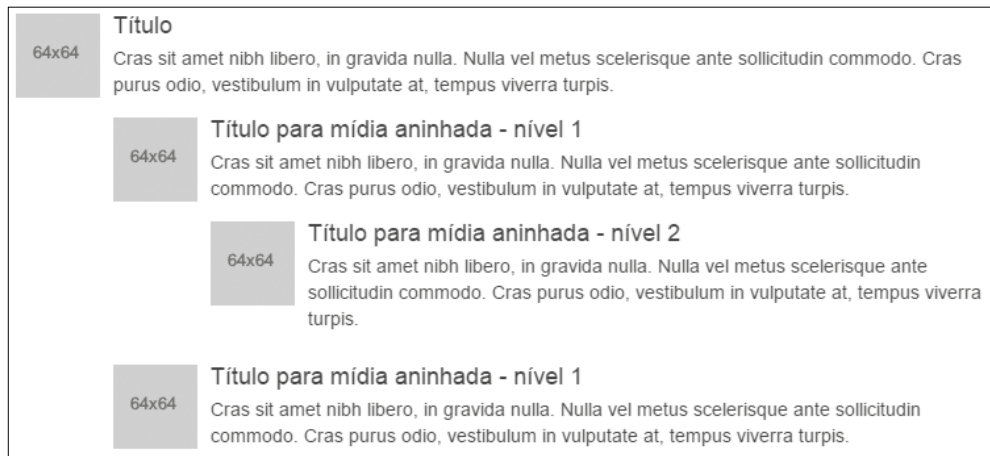 64x64
Título
Cras sit amet nibh libero, in gravida nulla. Nulla vel metus scelerisque ante sollicitudin commodo. Cras
purus odio, vestibulum in vulputate at, tempus viverra turpis.
64x64
Título para mídia aninhada - nível 1
Cras sit amet nibh libero, in gravida nulla. Nulla vel metus scelerisque ante sollicitudin
commodo. Cras purus odio, vestibulum in vulputate at, tempus viverra turpis.
64x64
Título para mídia aninhada - nível 2
Cras sit amet nibh libero, in gravida nulla. Nulla vel metus scelerisque ante
sollicitudin commodo. Cras purus odio, vestibulum in vulputate at, tempus viverra
turpis.
64x64
Título para mídia aninhada - nível 1
Cras sit amet nibh libero, in gravida nulla. Nulla vel metus scelerisque ante sollicitudin
commodo. Cras purus odio, vestibulum in vulputate at, tempus viverra turpis.